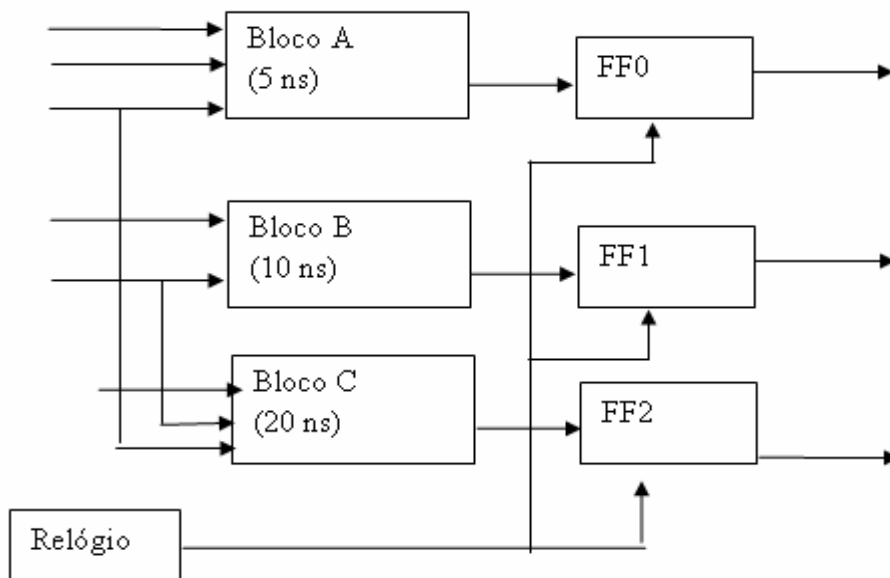 Bloco A
(5 ns)
FF0
Bloco B
(10 ns)
FF1
Bloco C
(20 ns)
FF2
Relógio